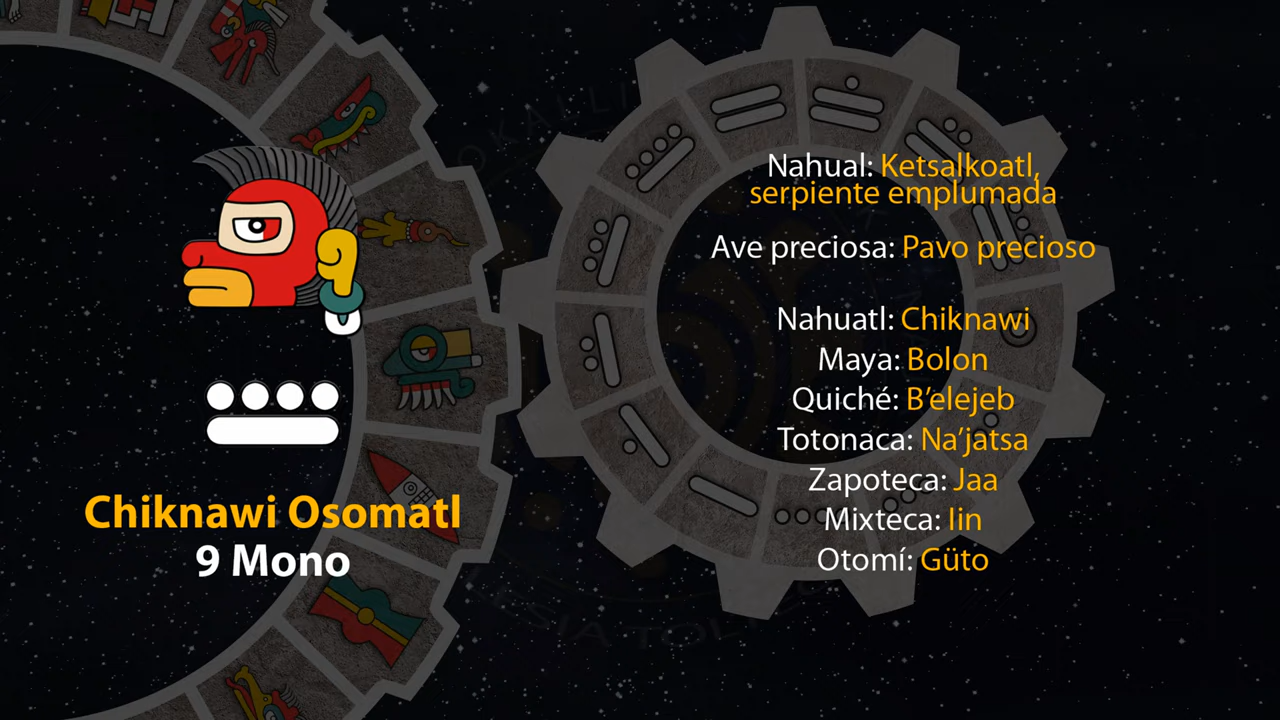 Nahual: Ketsalkoatl,
serpiente emplumada
Ave preciosa: Pavo precioso
Nahuatl: Chiknawi
Maya: Bolon
Quiché: B’elejeb
Totonaca: Na’jatsa
Zapoteca: Jaa
Mixteca: Iin
Otomí: Güto
Chiknawi Osomatl
9 Mono